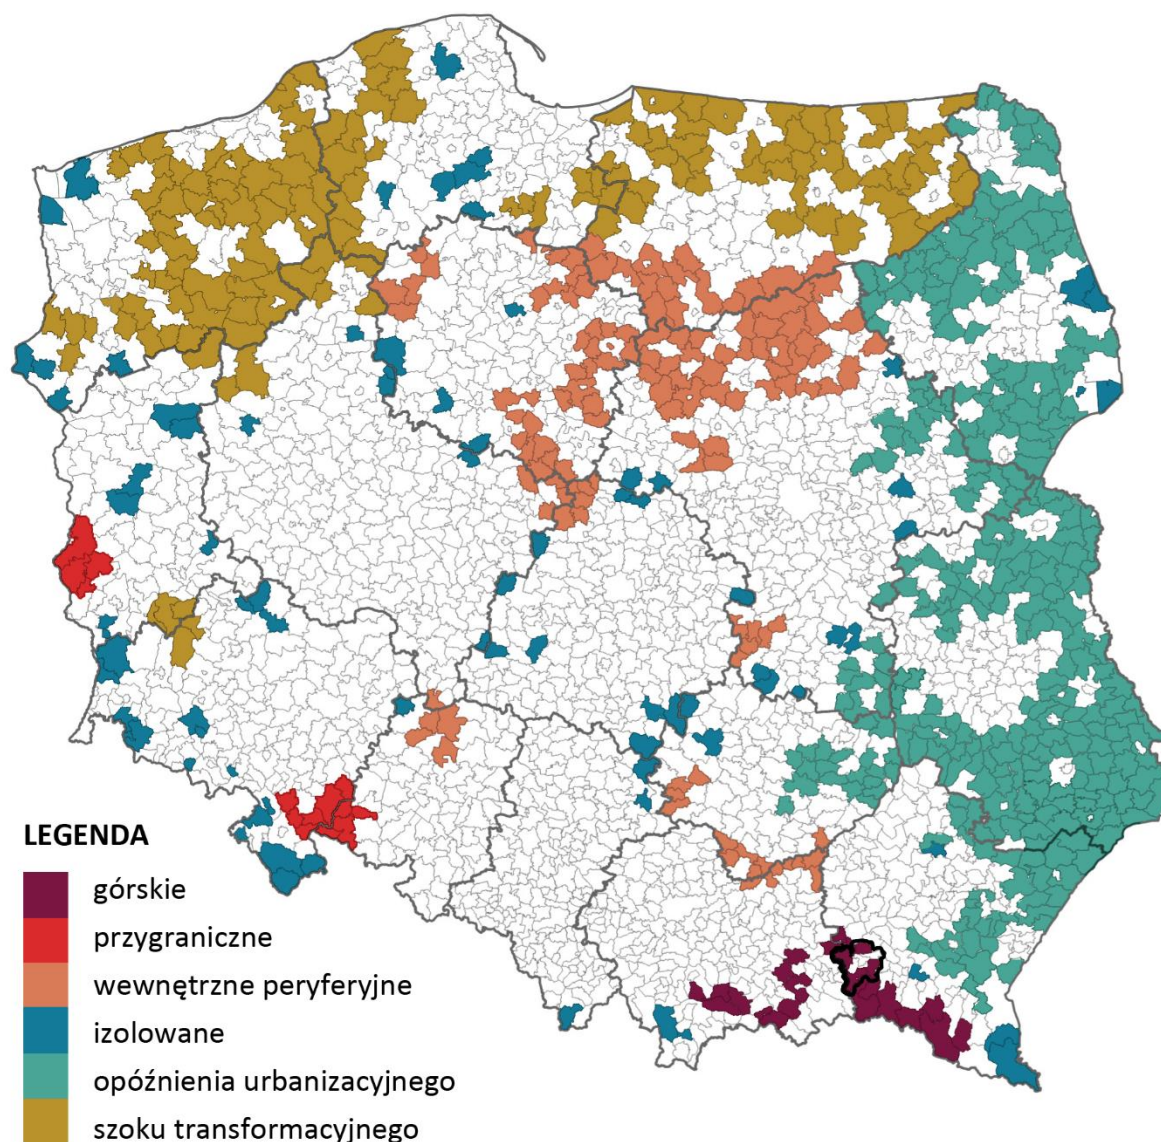 LEGENDA
górskie
przygraniczne
wewnętrzne peryferyjne
izolowane
opóźnienia urbanizacyjnego
szoku transformacyjnego